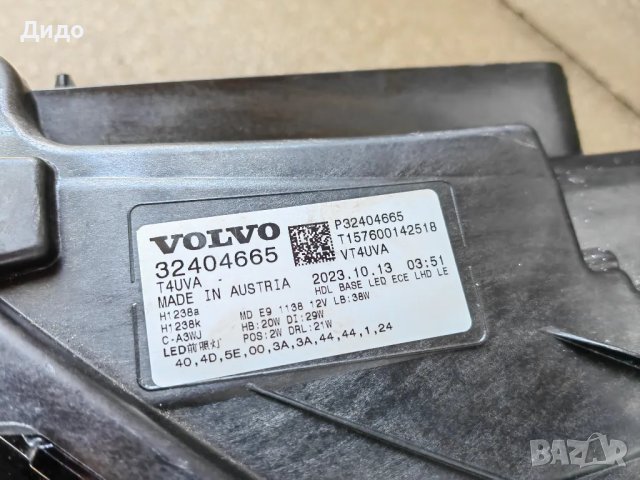 Дидо
VOLVO
32404665
T4UVA
MADE IN AUSTRIA
P32404665
T157600142518
VT4UVA
2023.10.13 03:51
HDL BASE LED ECE LHD LE
H1238a
H1238k
C-A3WJ
MD E9 1138 12V LB:38W
HB:20W DI:29W
POS:2W DRL:21W
LED前照灯
40,4D,5E,00,3A,3A,44,44,1,24
BAZAR